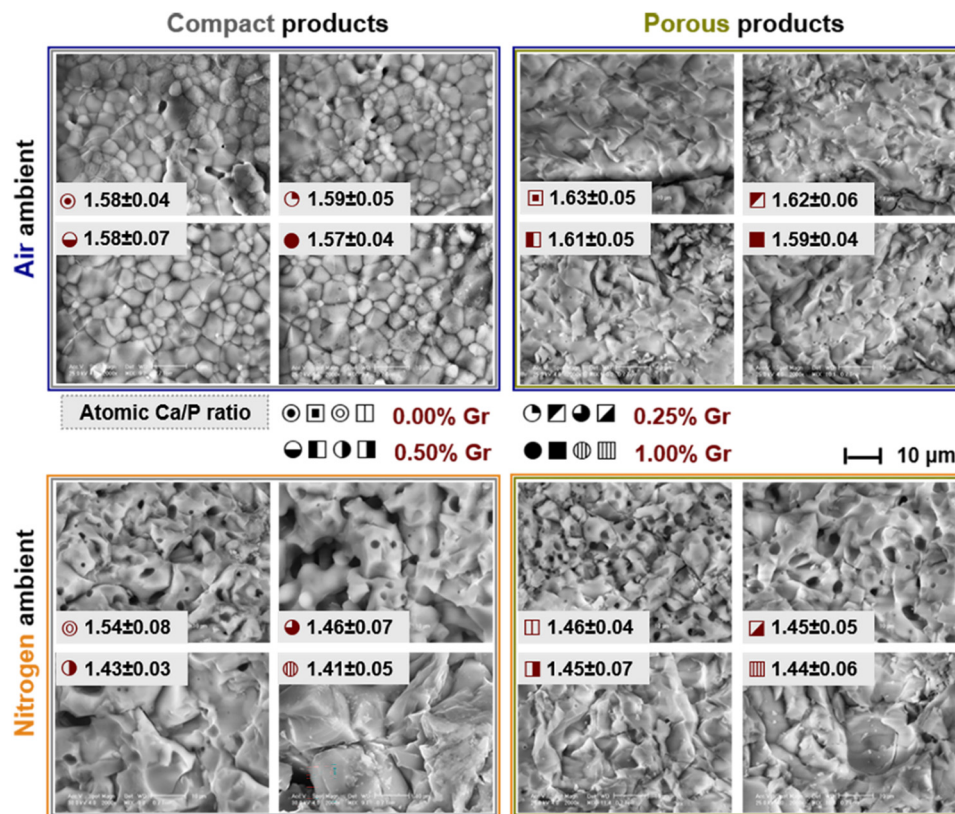 Compact products
Porous products
Air ambient
1.58±0.04
1.59±0.05
1.58±0.07
1.57±0.04
1.63±0.05
1.62±0.06
1.61±0.05
1.59±0.04
Atomic Ca/P ratio
0.00% Gr
0.25% Gr
0.50% Gr
1.00% Gr
10 μm
Nitrogen ambient
1.54±0.08
1.46±0.07
1.43±0.03
1.41±0.05
1.46±0.04
1.45±0.05
1.45±0.07
1.44±0.06